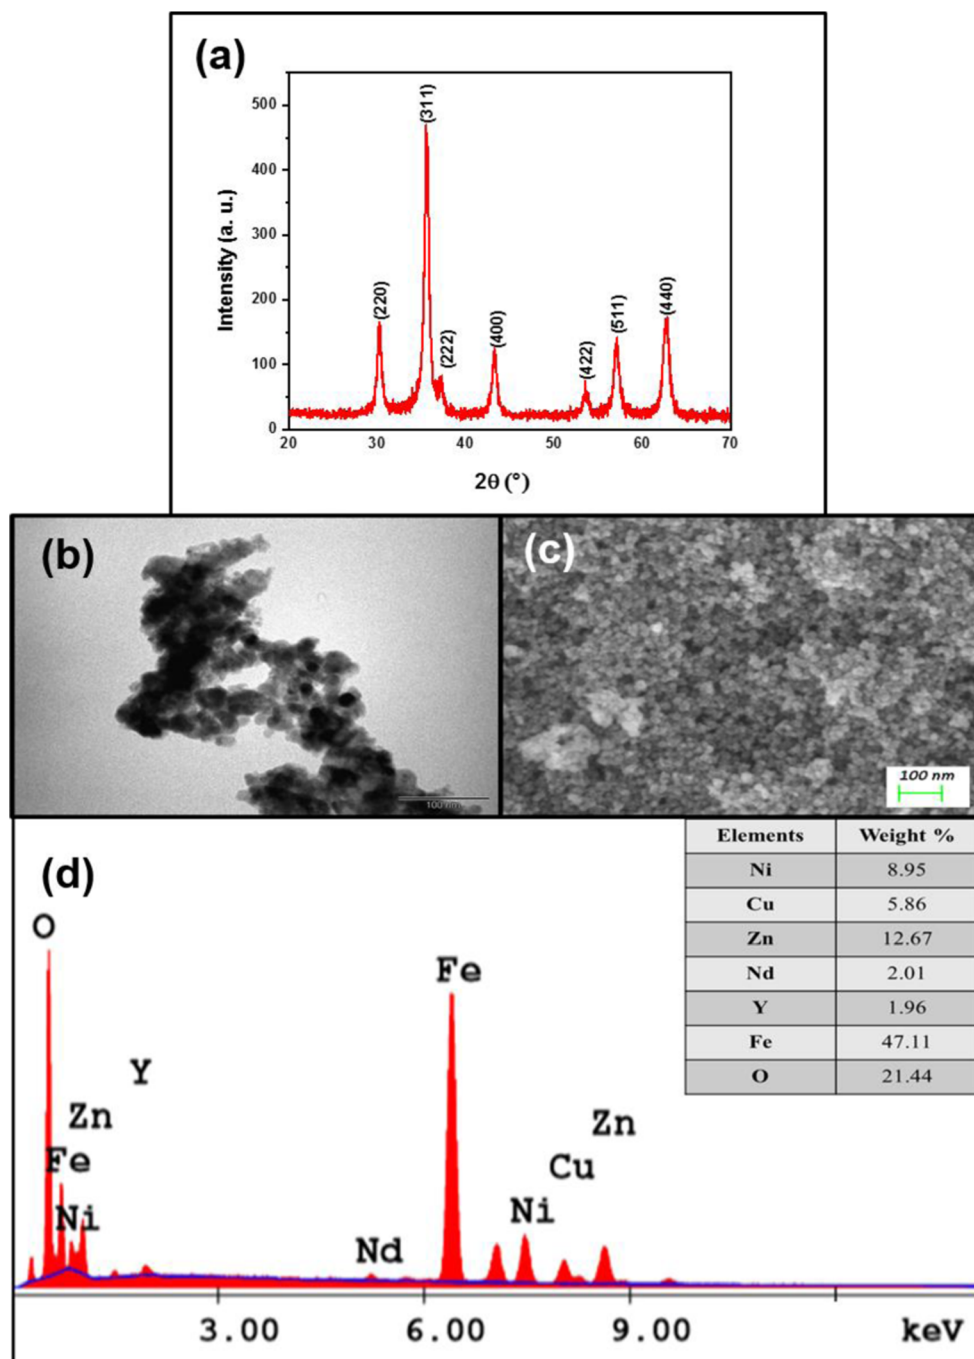 (a)
500
400
300
200
100
0
Intensity (a. u.)
(220)
(311)
(222)
(400)
(422)
(511)
(440)
20 30 40 50 60 70
2θ (°)
(b)
100 nm
(c)
100 nm
(d)
O
Zn
Fe
Ni
Y
Nd
Fe
Ni
Cu
Zn
3.00 6.00 9.00 keV
Elements Weight %
Ni 8.95
Cu 5.86
Zn 12.67
Nd 2.01
Y 1.96
Fe 47.11
O 21.44